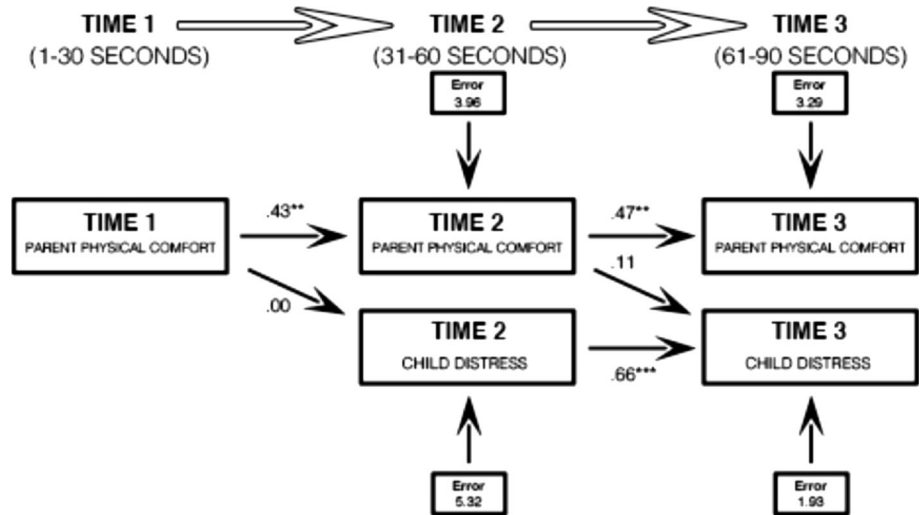 TIME 1
TIME 2
TIME 3
(1-30 SECONDS)
(31-60 SECONDS)
(61-90 SECONDS)
Error
3.96
Error
3.29
TIME 1
PARENT PHYSICAL COMFORT
.43**
TIME 2
PARENT PHYSICAL COMFORT
.47**
TIME 3
PARENT PHYSICAL COMFORT
.00
.11
TIME 2
CHILD DISTRESS
.66***
TIME 3
CHILD DISTRESS
Error
5.32
Error
1.93